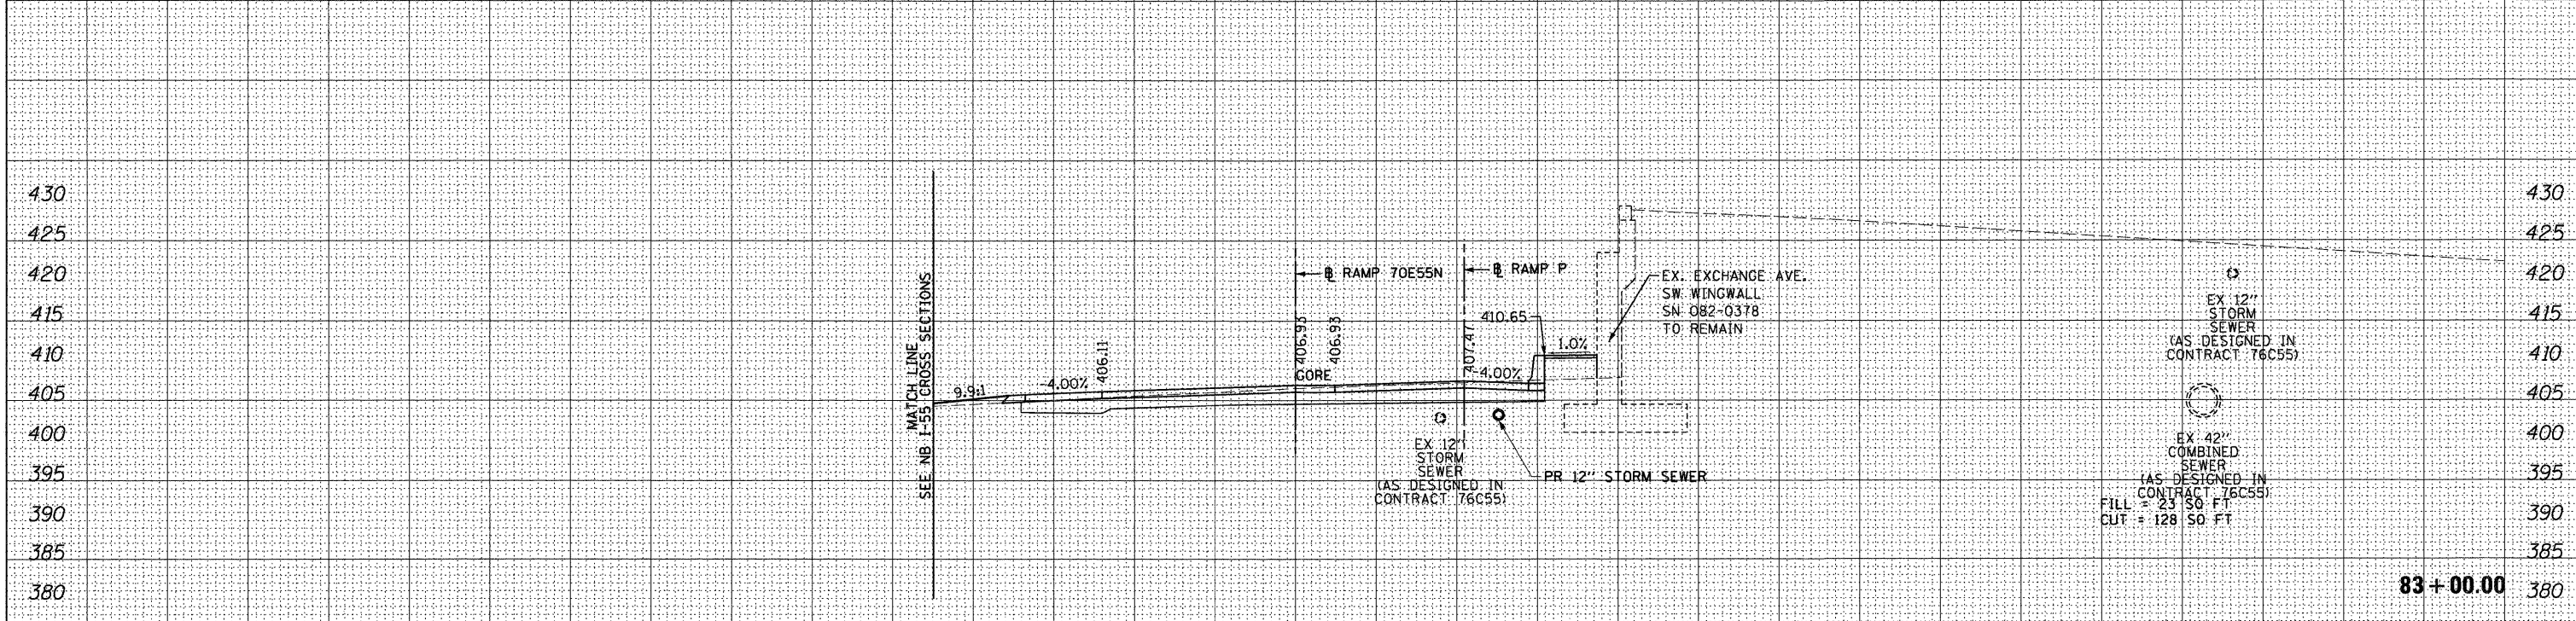 430
425
420
415
410
405
400
395
390
385
380
MATCH LINE
SEE NB I-55 CROSS SECTIONS
9.9:1
-4.00%
406.11
406.93
406.93
GORE
RAMP 70E55N
RAMP P
407.47
-4.00%
410.65
1.0%
EX. EXCHANGE AVE.
SW WINGWALL
SN 082-0378
TO REMAIN
EX 12"
STORM
SEWER
(AS DESIGNED IN
CONTRACT 76C55)
PR 12" STORM SEWER
EX 12"
STORM
SEWER
(AS DESIGNED IN
CONTRACT 76C55)
EX 42"
COMBINED
SEWER
(AS DESIGNED IN
CONTRACT 76C55)
FILL = 23 SQ FT
CUT = 128 SQ FT
83+00.00
430
425
420
415
410
405
400
395
390
385
380